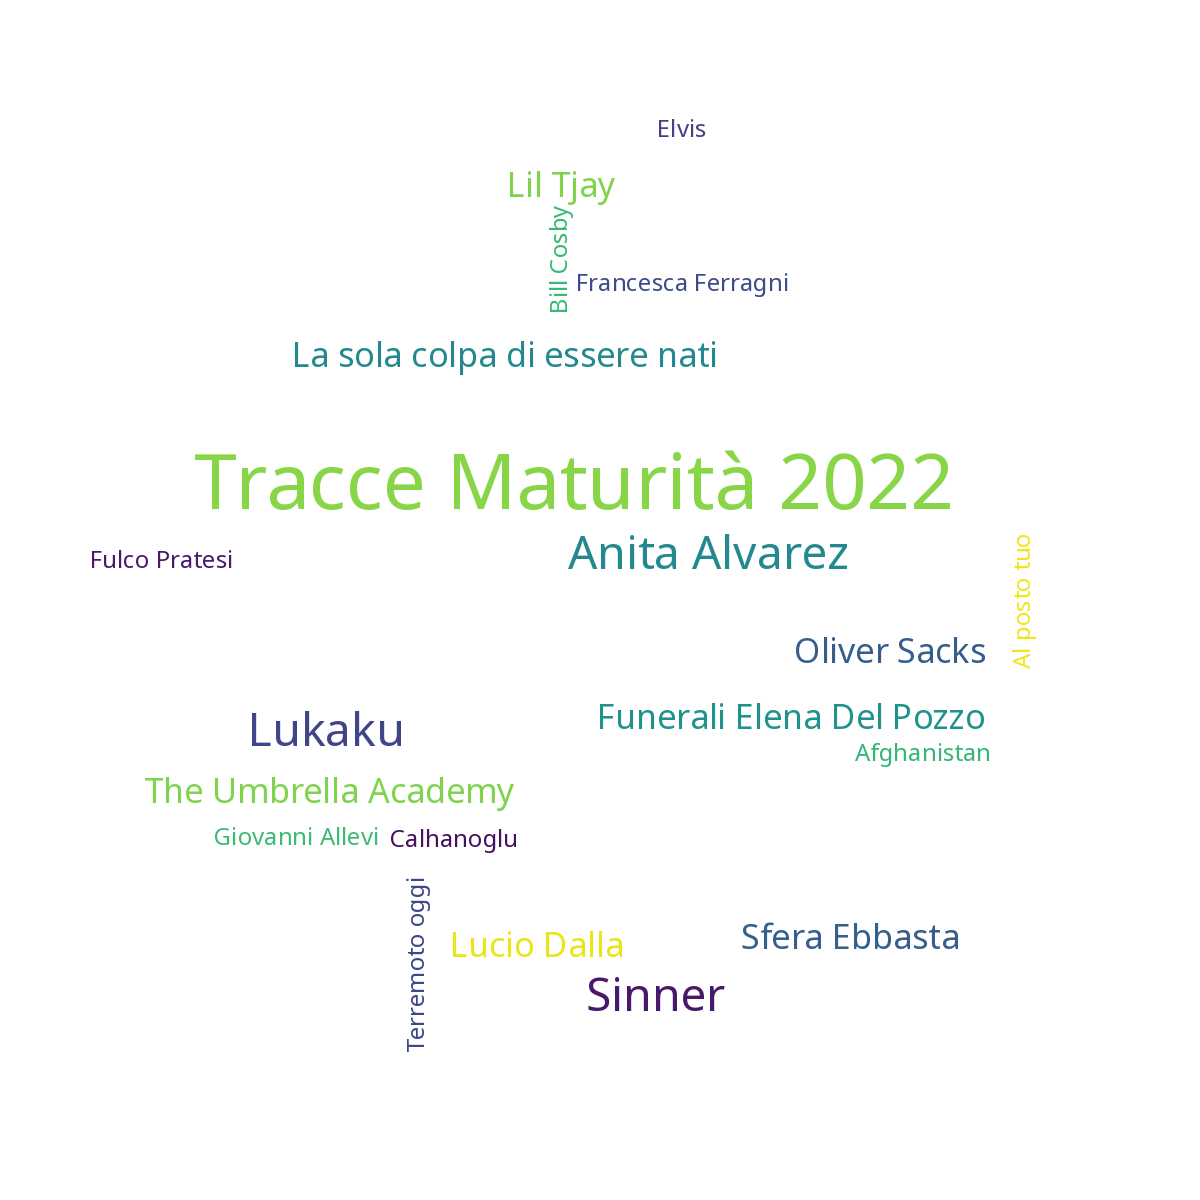 Elvis
Lil Tjay
Bill Cosby
Francesca Ferragni
La sola colpa di essere nati
Tracce Maturità 2022
Anita Alvarez
Fulco Pratesi
Al posto tuo
Oliver Sacks
Funerali Elena Del Pozzo
Lukaku
Afghanistan
The Umbrella Academy
Giovanni Allevi
Calhanoglu
Terremoto oggi
Sfera Ebbasta
Lucio Dalla
Sinner